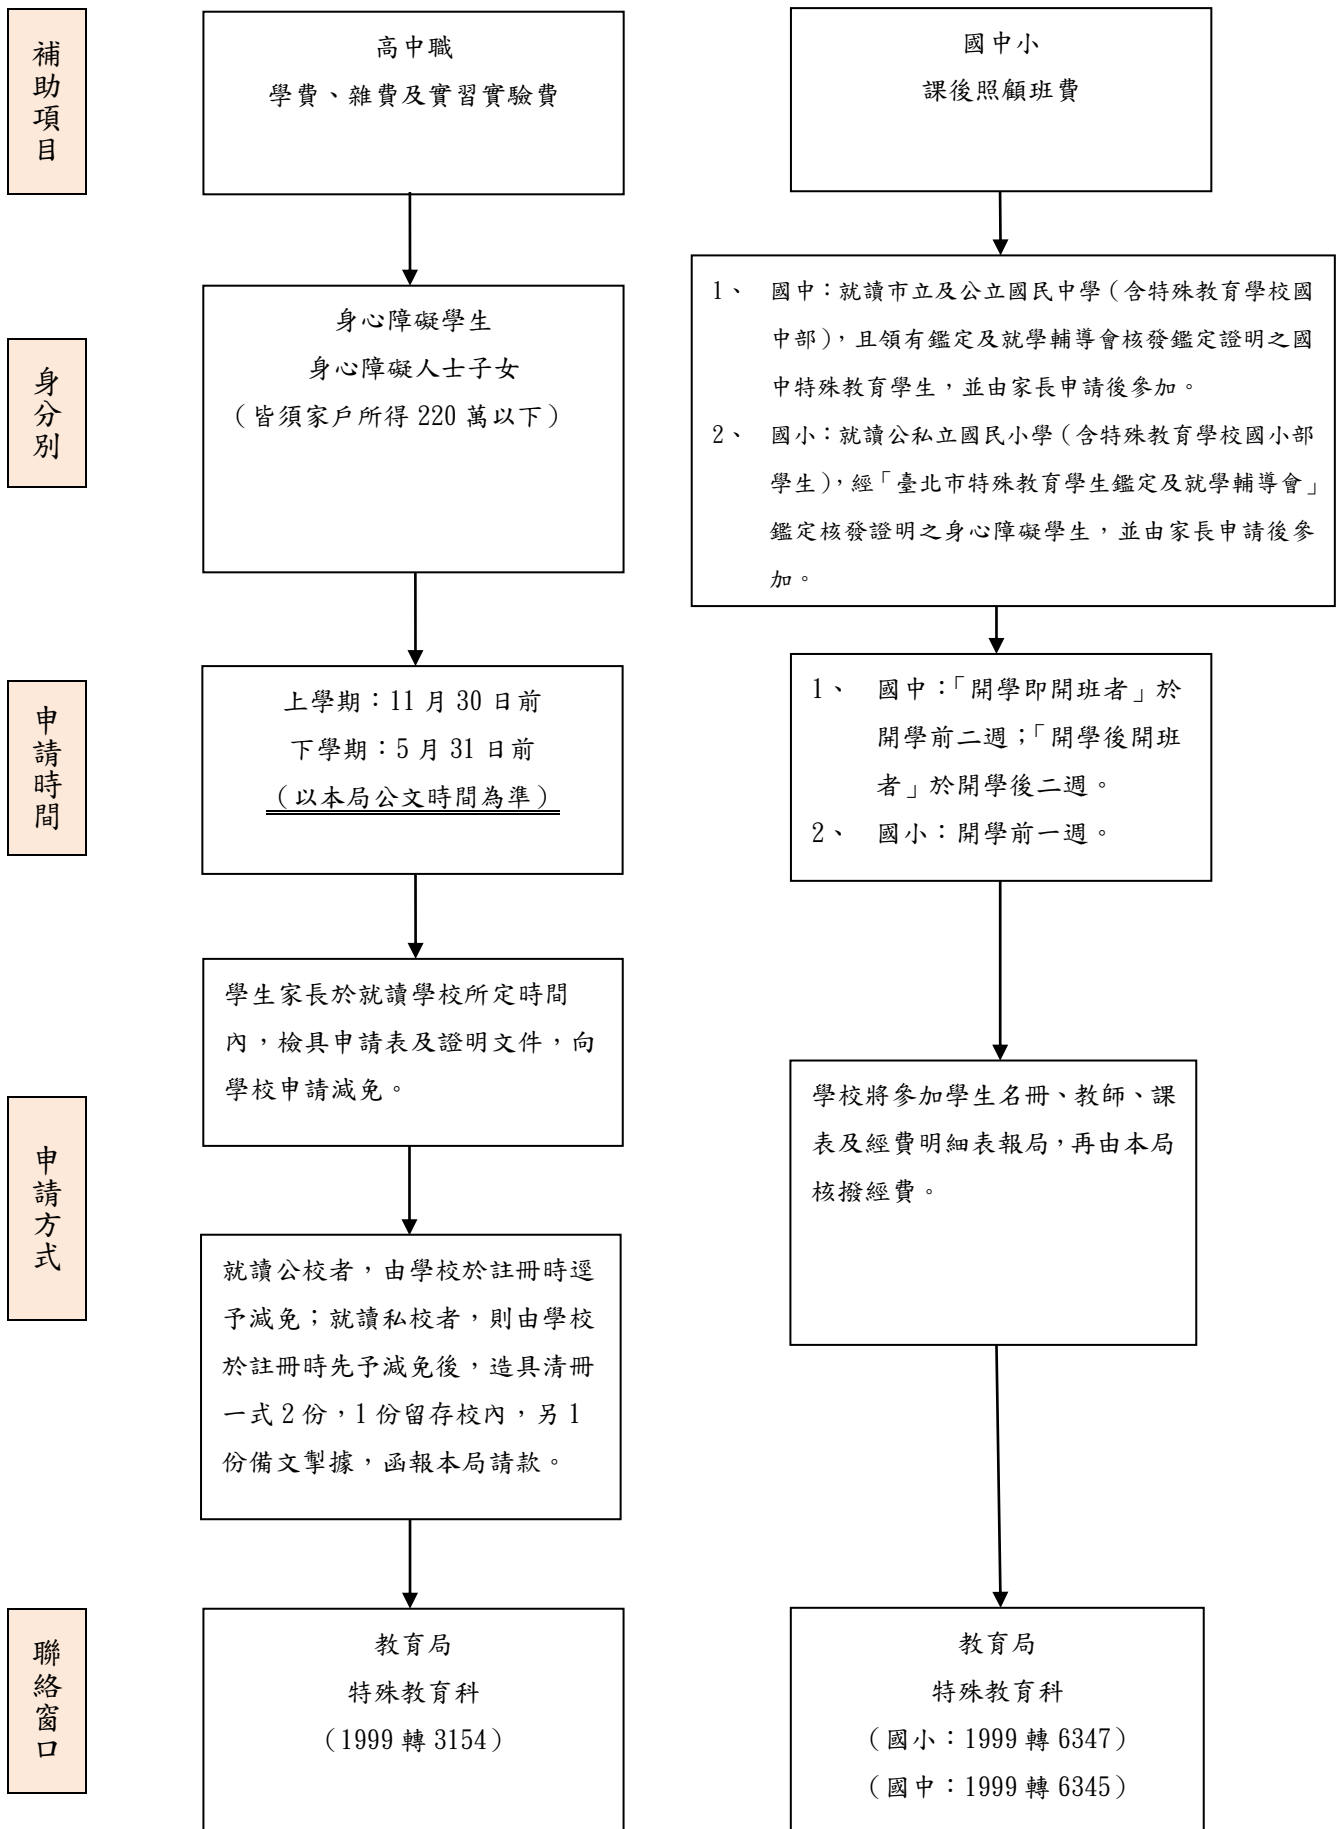 補助項目
高中職
學費、雜費及實習實驗費
國中小
課後照顧班費
身分別
身心障礙學生
身心障礙人士子女
（皆須家戶所得 220 萬以下）
1、 國中：就讀市立及公立國民中學（含特殊教育學校國
中部），且領有鑑定及就學輔導會核發鑑定證明之國
中特殊教育學生，並由家長申請後參加。
2、 國小：就讀公私立國民小學（含特殊教育學校國小部
學生），經「臺北市特殊教育學生鑑定及就學輔導會」
鑑定核發證明之身心障礙學生，並由家長申請後參
加。
申請時間
上學期：11 月 30 日前
下學期：5 月 31 日前
（以本局公文時間為準）
1、 國中：「開學即開班者」於
開學前二週；「開學後開班
者」於開學後二週。
2、 國小：開學前一週。
申請方式
學生家長於就讀學校所定時間
內，檢具申請表及證明文件，向
學校申請減免。
就讀公校者，由學校於註冊時逕
予減免；就讀私校者，則由學校
於註冊時先予減免後，造具清冊
一式 2 份，1 份留存校內，另 1
份備文掣據，函報本局請款。
學校將參加學生名冊、教師、課
表及經費明細表報局，再由本局
核撥經費。
聯絡窗口
教育局
特殊教育科
（1999 轉 3154）
教育局
特殊教育科
（國小：1999 轉 6347）
（國中：1999 轉 6345）